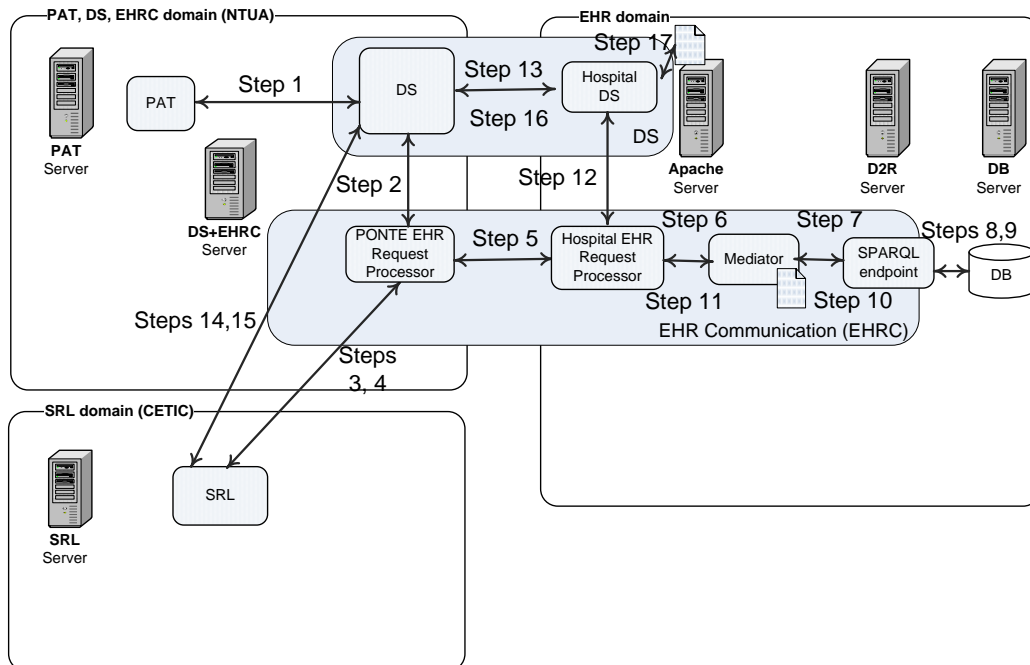 PAT, DS, EHRC domain (NTUA)
EHR domain
Step 17
Step 1
PAT
DS
Step 13
Step 16
Hospital
DS
DS
PAT
Server
Apache
Server
D2R
Server
DB
Server
Step 2
Step 12
DS+EHRC
Server
PONTE EHR
Request
Processor
Step 5
Hospital EHR
Request
Processor
Step 6
Mediator
Step 7
SPARQL
endpoint
Steps 8,9
DB
Step 11
Step 10
Steps 14,15
EHR Communication (EHRC)
Steps
3, 4
SRL domain (CETIC)
SRL
SRL
Server